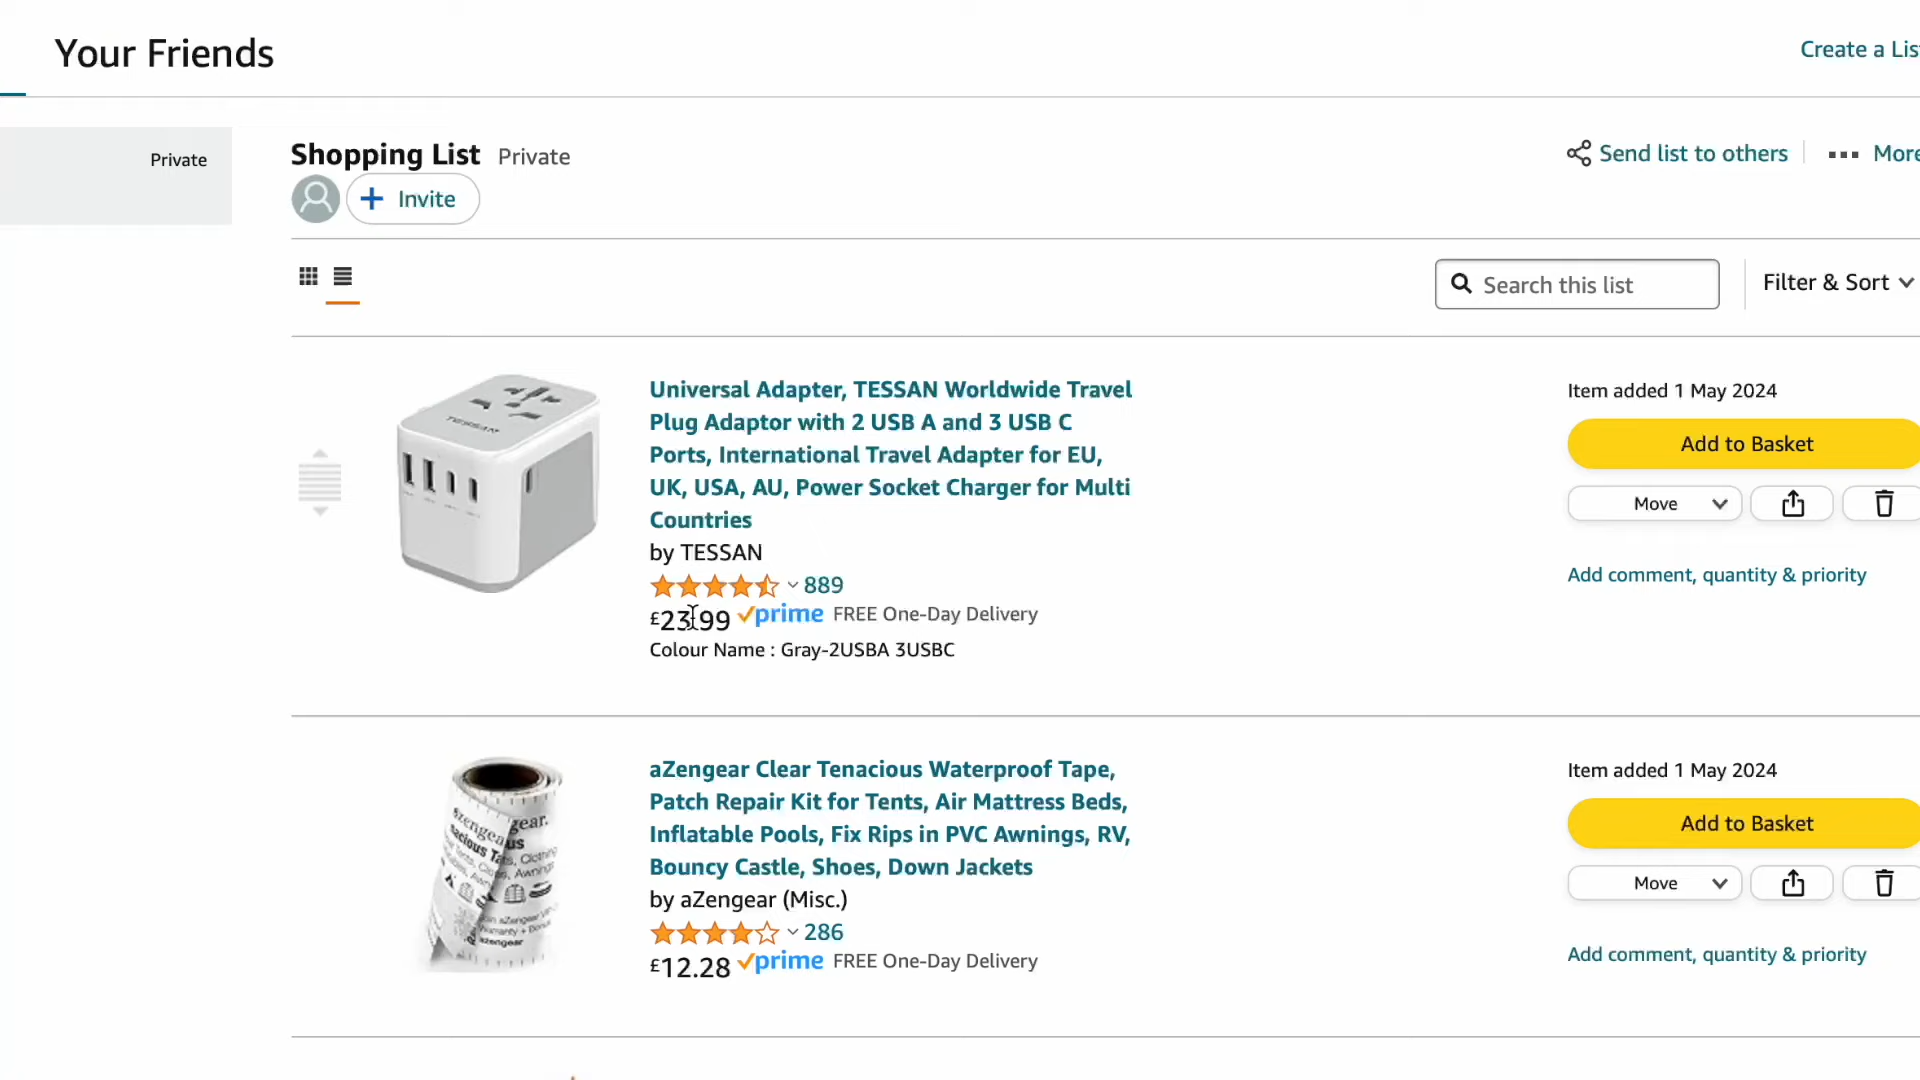 Your Friends
Create a Lis
Private
Shopping List Private
Send list to others
More
Invite
Search this list
Filter & Sort
Universal Adapter, TESSAN Worldwide Travel
Plug Adaptor with 2 USB A and 3 USB C
Ports, International Travel Adapter for EU,
UK, USA, AU, Power Socket Charger for Multi
Countries
by TESSAN
889
£23.99 prime FREE One-Day Delivery
Colour Name : Gray-2USBA 3USBC
Item added 1 May 2024
Add to Basket
Move
Add comment, quantity & priority
TESSAN
aZengear Clear Tenacious Waterproof Tape,
Patch Repair Kit for Tents, Air Mattress Beds,
Inflatable Pools, Fix Rips in PVC Awnings, RV,
Bouncy Castle, Shoes, Down Jackets
by aZengear (Misc.)
286
£12.28 prime FREE One-Day Delivery
Item added 1 May 2024
Add to Basket
Move
Add comment, quantity & priority